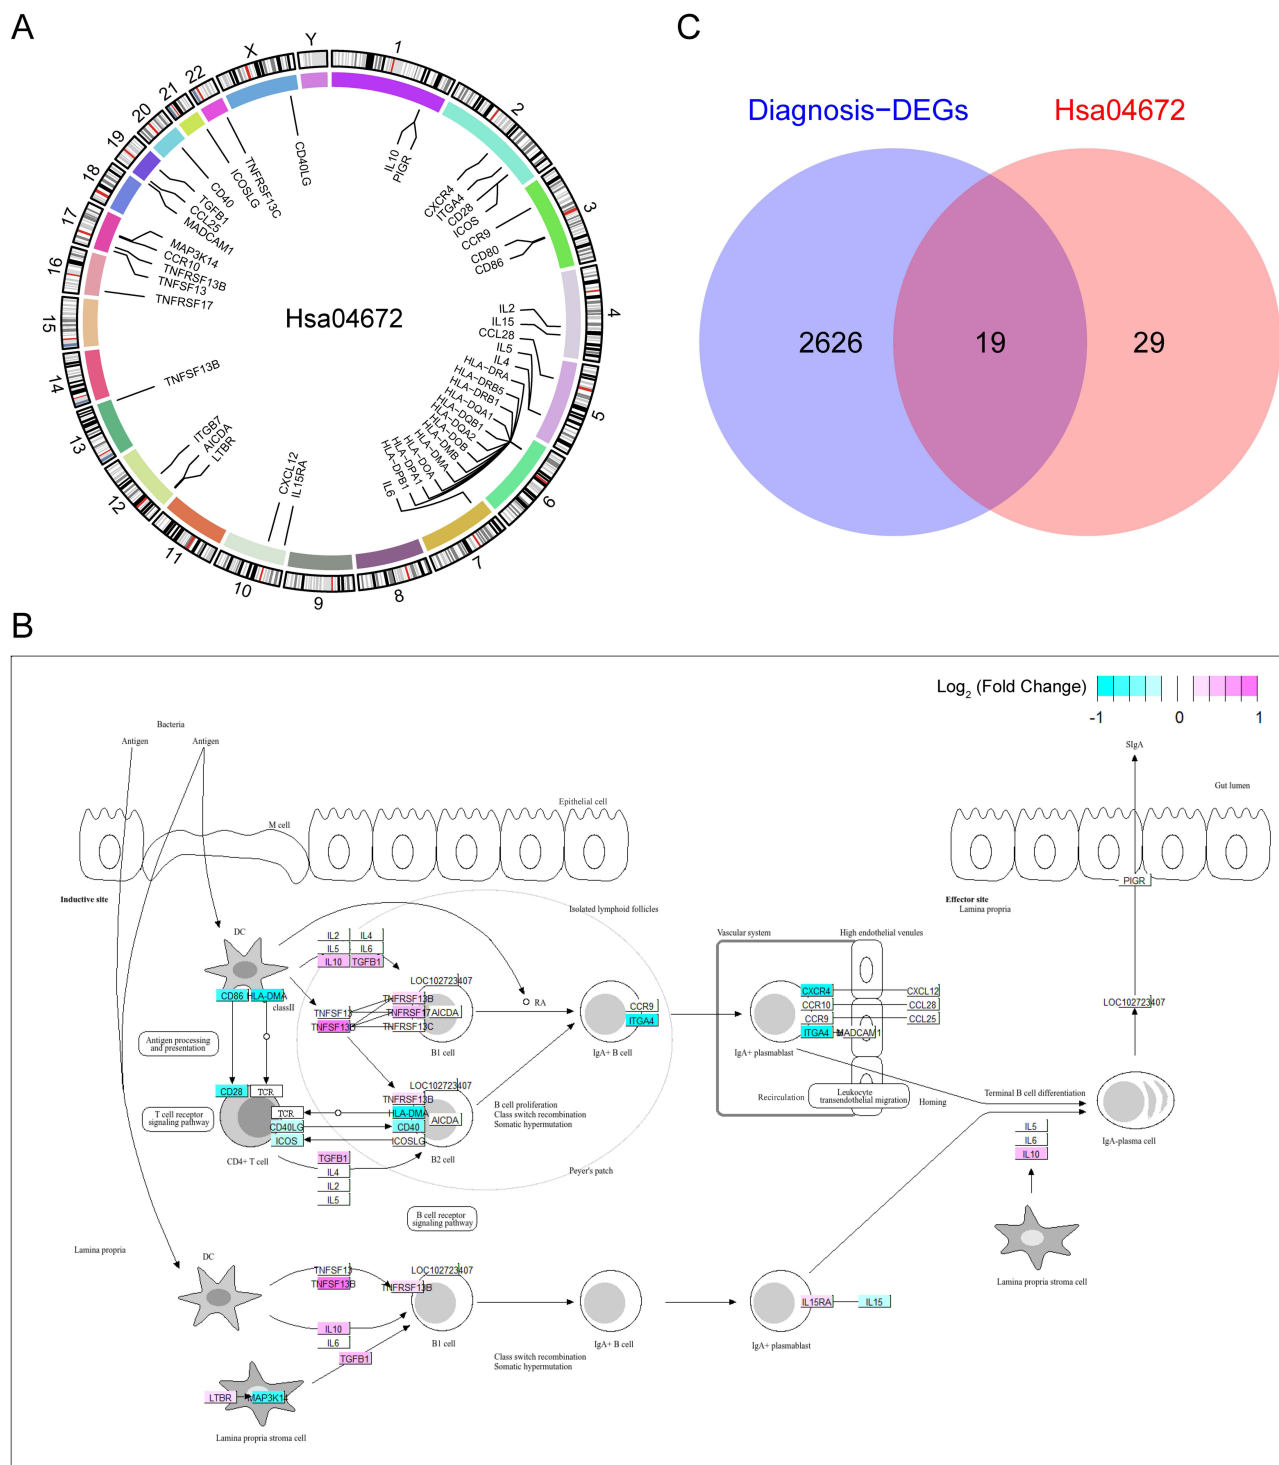 A
1
2
3
4
5
6
7
8
9
10
11
12
13
14
15
16
17
18
19
20
21
22
X
Y
IL10
PIGR
CXCR4
ITGA4
CD28
ICOS
CCR9
CD80
CD86
IL2
IL15
CCL28
IL5
IL4
HLA−DRA
HLA−DRB5
HLA−DRB1
HLA−DQA1
HLA−DQB1
HLA−DQA2
HLA−DOB
HLA−DMB
HLA−DMA
HLA−DOA
HLA−DPA1
HLA−DPB1
IL6
IL15RA
CXCL12
LTBR
AICDA
ITGB7
TNFSF13B
TNFRSF17
TNFSF13
TNFRSF13B
CCR10
MAP3K14
MADCAM1
CCL25
TGFB1
CD40
ICOSLG
TNFRSF13C
CD40LG
Hsa04672
C
Diagnosis−DEGs
Hsa04672
2626
19
29
B
Log2 (Fold Change)
-1
0
1
Bacteria
Antigen
Antigen
SIgA
Gut lumen
Epithelial cell
M cell
PIGR
Inductive site
Effector site
Lamina propria
Isolated lymphoid follicles
Vascular system
High endothelial venules
DC
IL2
IL4
IL5
IL6
IL10
TGFB1
CD86
HLA-DMA
classII
LOC102723407
TNFRSF13B
TNFSF13
TNFRSF17
AICDA
TNFSF13B
TNFRSF13C
B1 cell
RA
CCR9
ITGA4
IgA+ B cell
CXCR4
CXCL12
CCR10
CCL28
CCR9
CCL25
ITGA4
MADCAM1
IgA+ plasmablast
LOC102723407
Antigen processing
and presentation
CD28
TCR
T cell receptor
signaling pathway
TCR
CD40LG
ICOS
CD4+ T cell
LOC102723407
TNFRSF13B
HLA-DMA
CD40
AICDA
ICOSLG
B2 cell
B cell proliferation
Class switch recombination
Somatic hypermutation
TGFB1
IL4
IL2
IL5
Peyer's patch
Recirculation
Leukocyte
transendothelial migration
Homing
Terminal B cell differentiation
IL5
IL6
IL10
IgA-plasma cell
B cell receptor
signaling pathway
Lamina propria
DC
TNFSF13
TNFSF13B
LOC102723407
TNFRSF13B
B1 cell
IL10
IL6
TGFB1
LTBR
MAP3K14
Lamina propria stroma cell
Class switch recombination
Somatic hypermutation
IgA+ B cell
IL15RA
IL15
IgA+ plasmablast
Lamina propria stroma cell